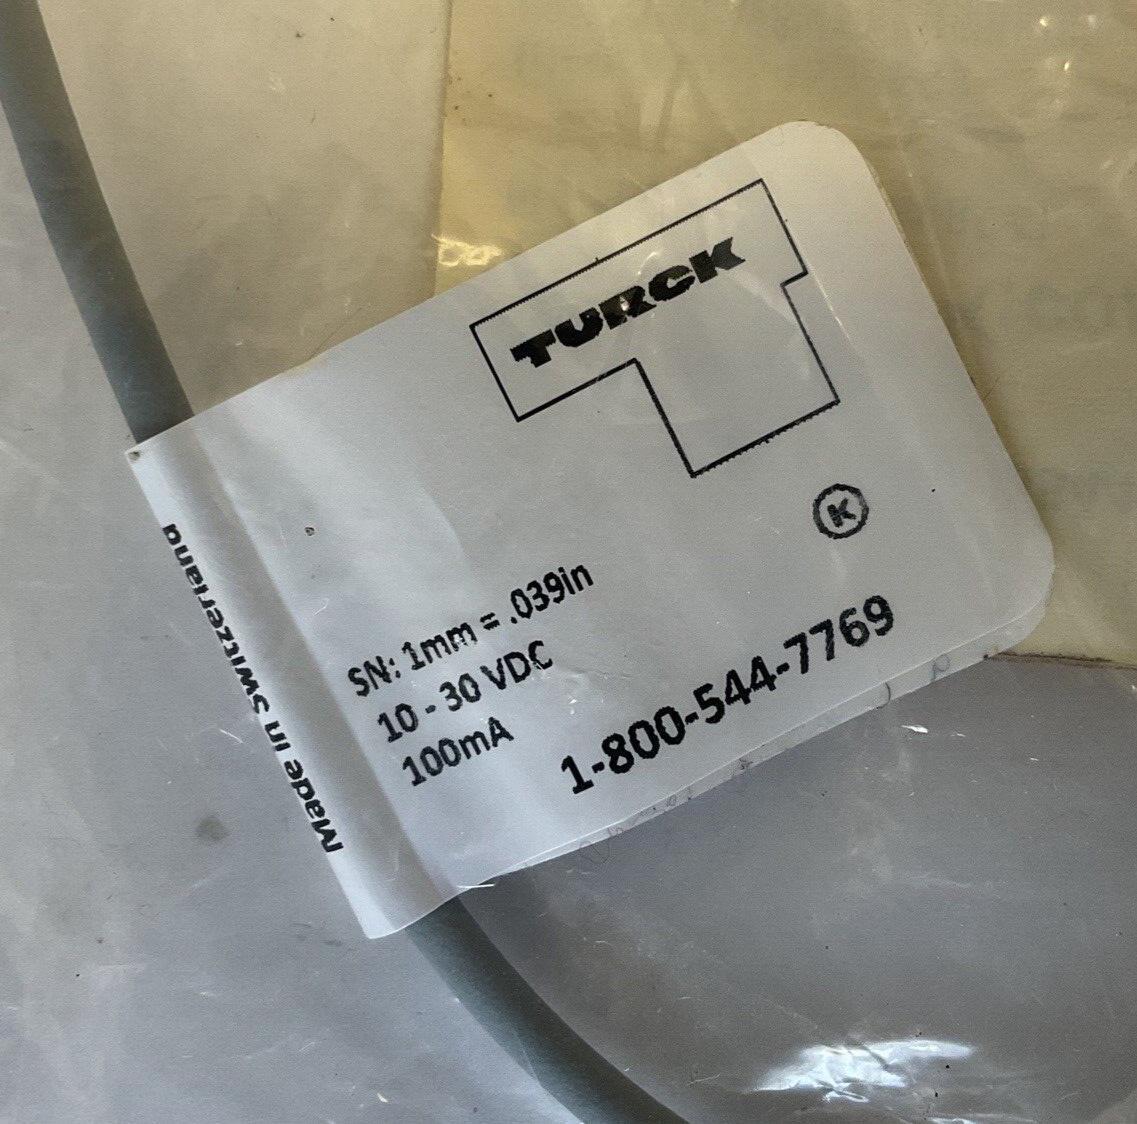 TURCK
K
SN: 1mm = .039in
10 - 30 VDC
100mA
1-800-544-7769
Made in Switzerland